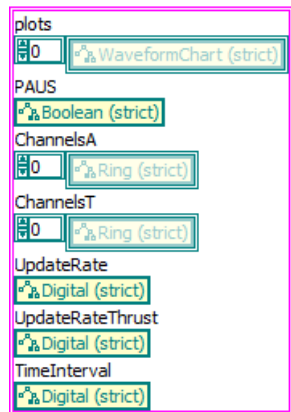 plots
0 WaveformChart (strict)
PAUS
Boolean (strict)
ChannelsA
0 Ring (strict)
ChannelsT
0 Ring (strict)
UpdateRate
Digital (strict)
UpdateRateThrust
Digital (strict)
TimeInterval
Digital (strict)